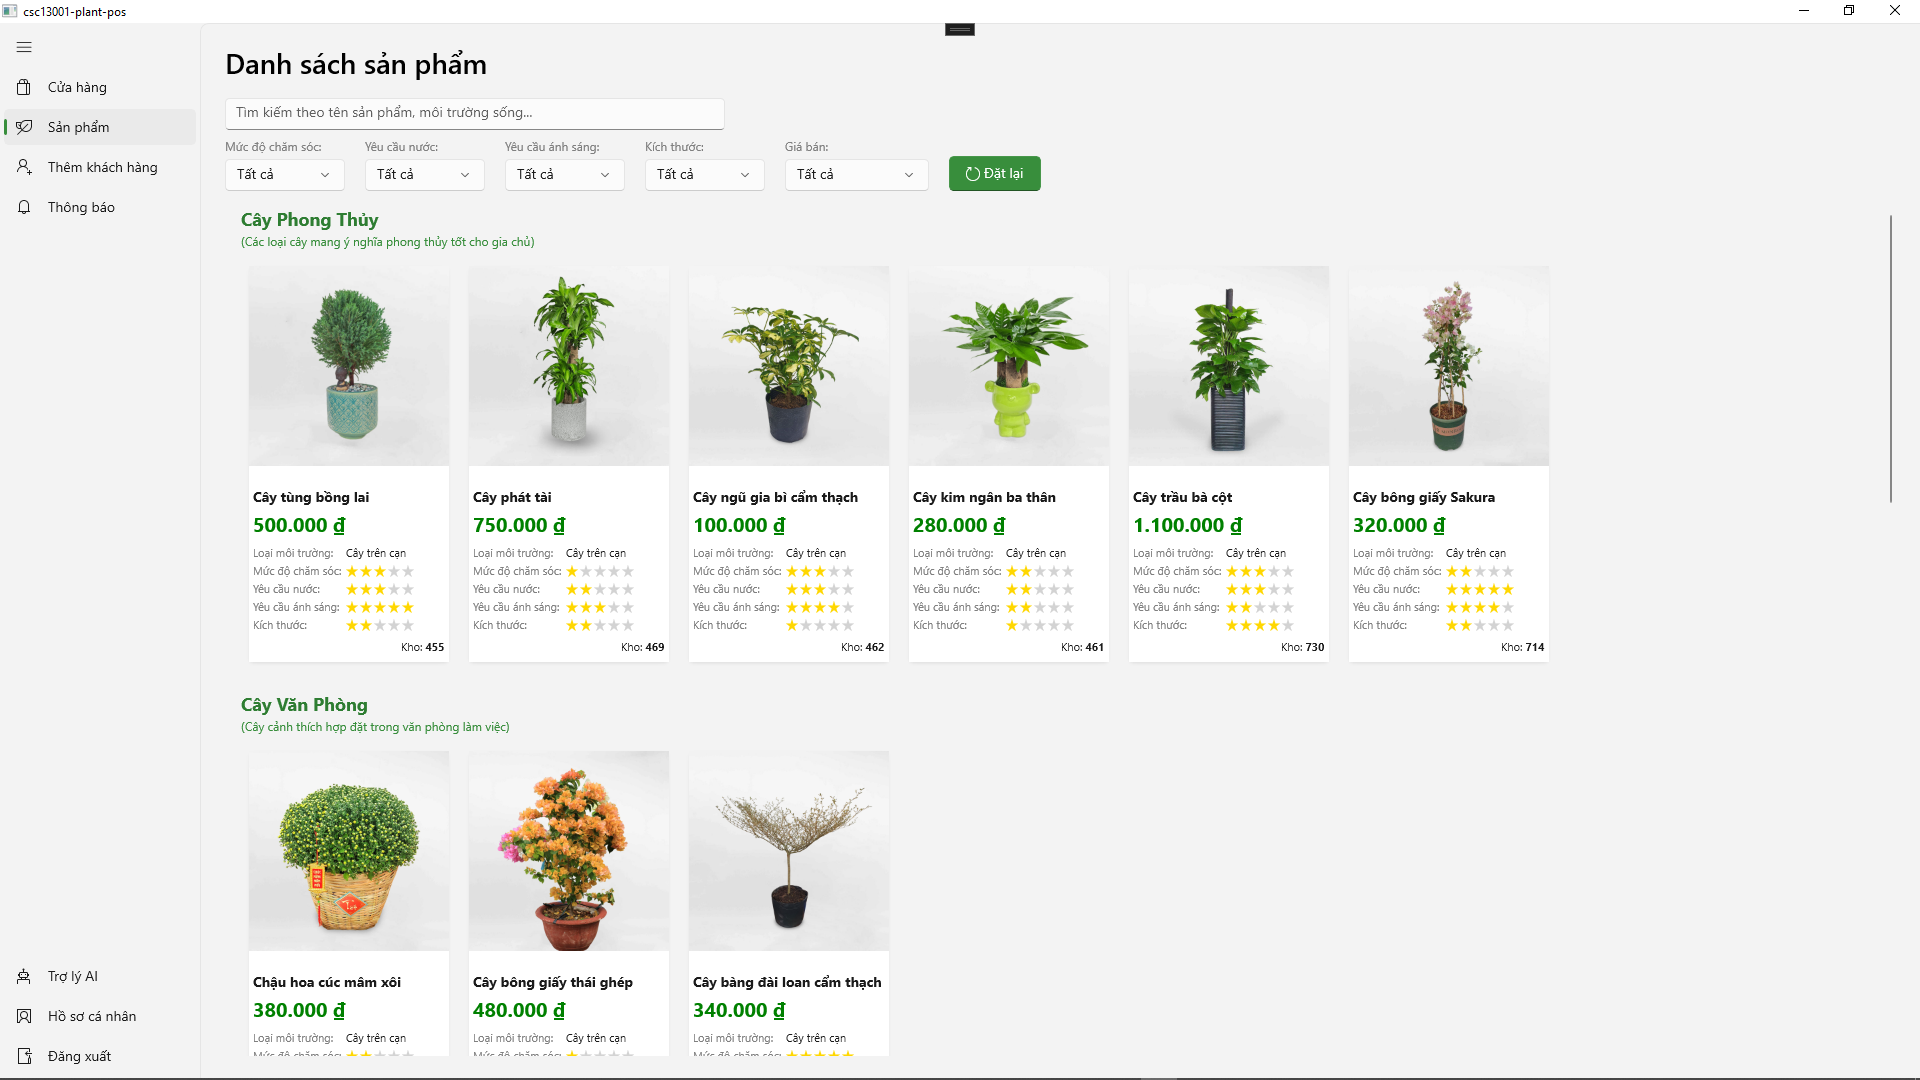 csc13001-plant-pos
Cửa hàng
Sản phẩm
Thêm khách hàng
Thông báo
Danh sách sản phẩm
Tìm kiếm theo tên sản phẩm, môi trường sống...
Mức độ chăm sóc: Yêu cầu nước: Yêu cầu ánh sáng: Kích thước: Giá bán:
Tất cả Tất cả Tất cả Tất cả Tất cả Đặt lại
Cây Phong Thủy
(Các loại cây mang ý nghĩa phong thủy tốt cho gia chủ)
Cây tùng bồng lai
500.000 ₫
Loại môi trường: Cây trên cạn
Mức độ chăm sóc:
Yêu cầu nước:
Yêu cầu ánh sáng:
Kích thước:
Kho: 455
Cây phát tài
750.000 ₫
Loại môi trường: Cây trên cạn
Mức độ chăm sóc:
Yêu cầu nước:
Yêu cầu ánh sáng:
Kích thước:
Kho: 469
Cây ngũ gia bì cẩm thạch
100.000 ₫
Loại môi trường: Cây trên cạn
Mức độ chăm sóc:
Yêu cầu nước:
Yêu cầu ánh sáng:
Kích thước:
Kho: 462
Cây kim ngân ba thân
280.000 ₫
Loại môi trường: Cây trên cạn
Mức độ chăm sóc:
Yêu cầu nước:
Yêu cầu ánh sáng:
Kích thước:
Kho: 461
Cây trầu bà cột
1.100.000 ₫
Loại môi trường: Cây trên cạn
Mức độ chăm sóc:
Yêu cầu nước:
Yêu cầu ánh sáng:
Kích thước:
Kho: 730
Cây bông giấy Sakura
320.000 ₫
Loại môi trường: Cây trên cạn
Mức độ chăm sóc:
Yêu cầu nước:
Yêu cầu ánh sáng:
Kích thước:
Kho: 714
Cây Văn Phòng
(Cây cảnh thích hợp đặt trong văn phòng làm việc)
Chậu hoa cúc mâm xôi
380.000 ₫
Loại môi trường: Cây trên cạn
Mức độ chăm sóc:
Cây bông giấy thái ghép
480.000 ₫
Loại môi trường: Cây trên cạn
Mức độ chăm sóc:
Cây bàng đài loan cẩm thạch
340.000 ₫
Loại môi trường: Cây trên cạn
Mức độ chăm sóc:
Trợ lý AI
Hồ sơ cá nhân
Đăng xuất